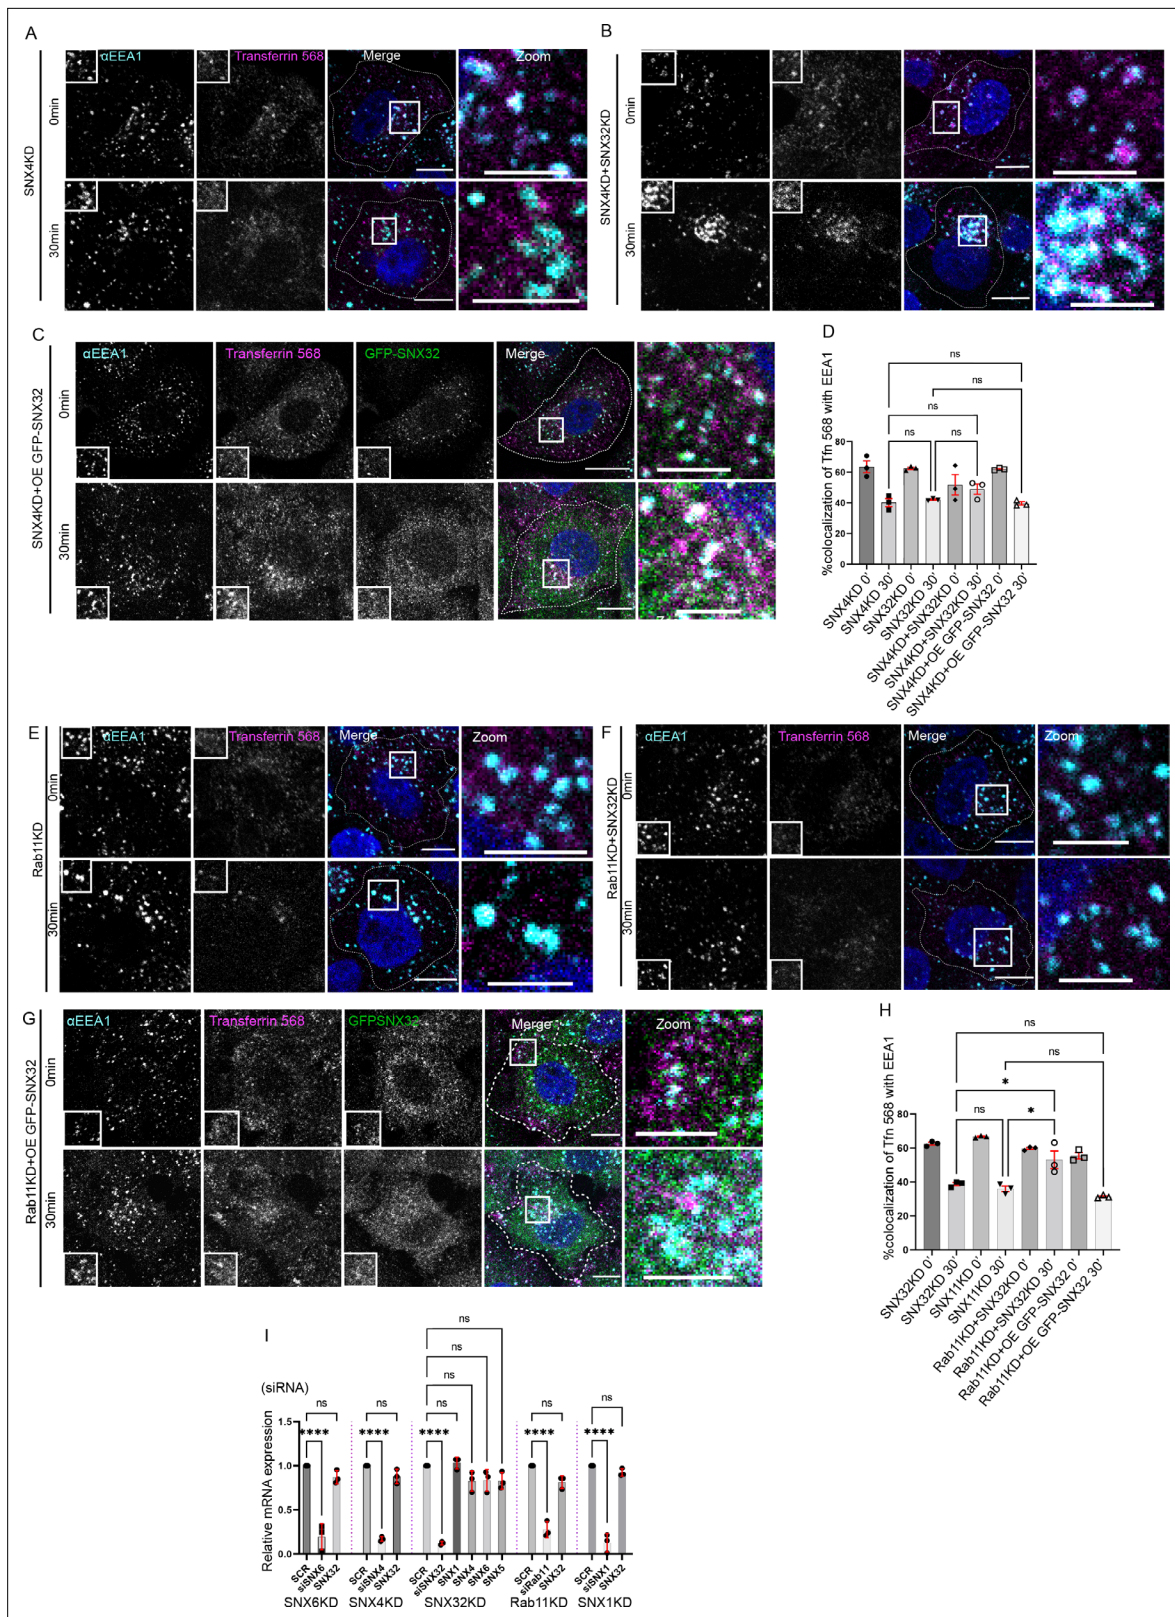 A
αEEA1
Transferrin 568
Merge
Zoom
SNX4KD
0min
30min
B
SNX4KD+SNX32KD
0min
30min
C
αEEA1
Transferrin 568
GFP-SNX32
Merge
SNX4KD+OE GFP-SNX32
0min
30min
D
ns
ns
ns
ns
ns
%colocalization of Tfn 568 with EEA1
80
60
40
20
0
SNX4KD 0'
SNX4KD 30'
SNX32KD 0'
SNX32KD 30'
SNX4KD+SNX32KD 0'
SNX4KD+SNX32KD 30'
SNX4KD+OE GFP-SNX32 0'
SNX4KD+OE GFP-SNX32 30'
E
αEEA1
Transferrin 568
Merge
Zoom
Rab11KD
0min
30min
F
αEEA1
Transferrin 568
Merge
Zoom
Rab11KD+SNX32KD
0min
30min
G
αEEA1
Transferrin 568
GFPSNX32
Merge
Zoom
Rab11KD+OE GFP-SNX32
0min
30min
H
ns
ns
*
ns
*
%colocalization of Tfn 568 with EEA1
80
60
40
20
0
SNX32KD 0'
SNX32KD 30'
SNX11KD 0'
SNX11KD 30'
Rab11KD+SNX32KD 0'
Rab11KD+SNX32KD 30'
Rab11KD+OE GFP-SNX32 0'
Rab11KD+OE GFP-SNX32 30'
I
(siRNA)
ns
ns
ns
ns ns ns ns ns
**** **** **** **** ****
Relative mRNA expression
1.5
1.0
0.5
0.0
SCR siSNX6 SNX32 SCR siSNX4 SNX32 SCR siSNX32 SNX1 SNX4 SNX6 SNX5 SCR siRab11 SNX32 SCR siSNX1 SNX32
SNX6KD SNX4KD SNX32KD Rab11KD SNX1KD